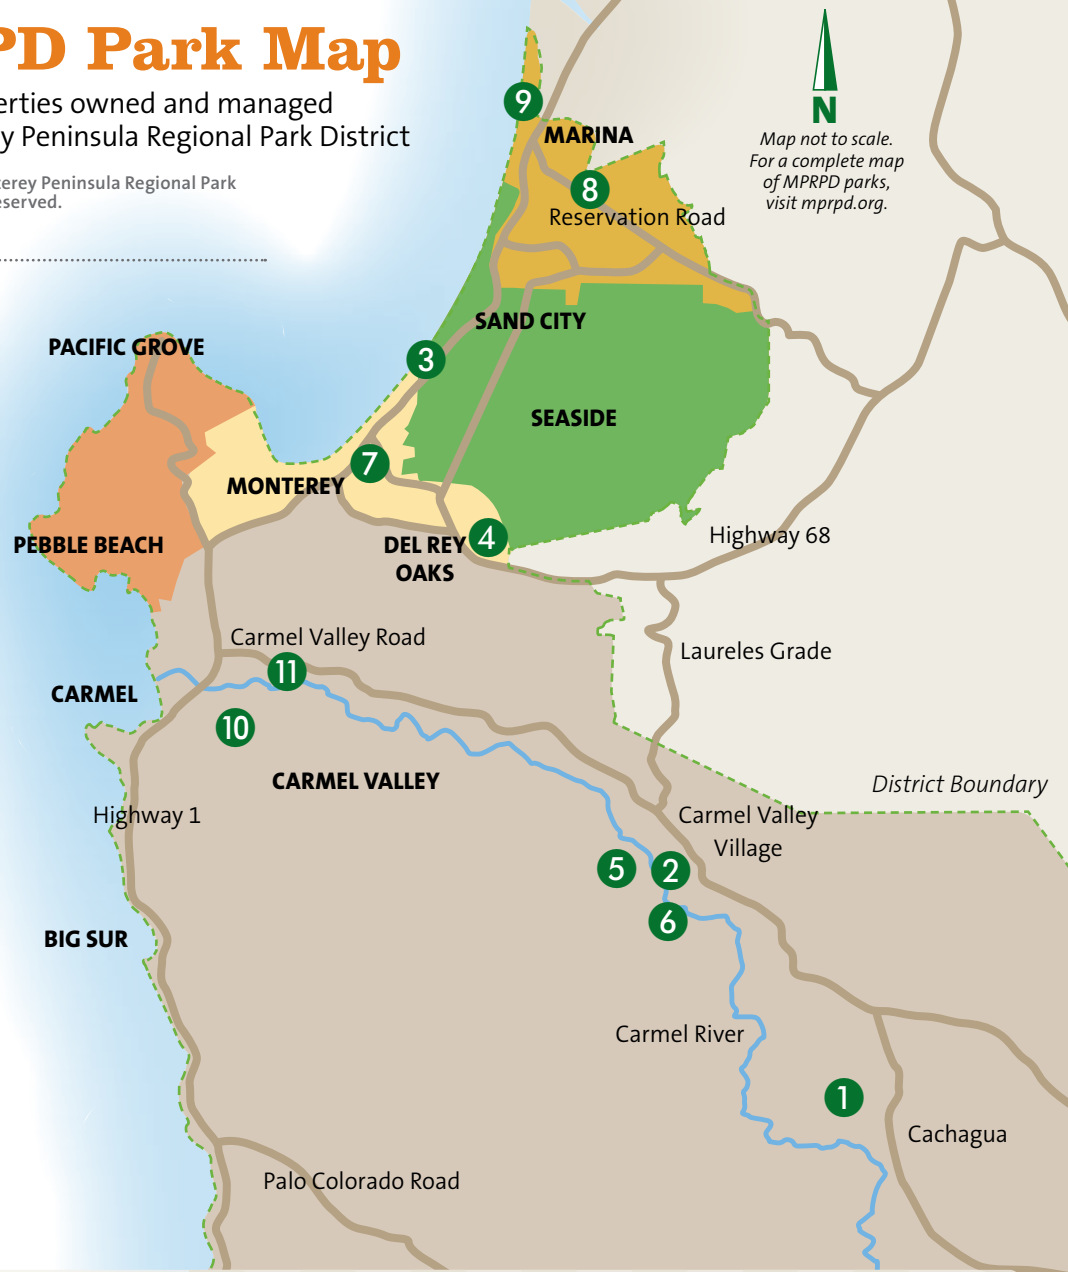 PD Park Map
erties owned and managed
y Peninsula Regional Park District
terey Peninsula Regional Park
eserved.
N
Map not to scale.
For a complete map
of MPRPD parks,
visit mprpd.org.
9
MARINA
8
Reservation Road
SAND CITY
PACIFIC GROVE
3
SEASIDE
7
MONTEREY
Highway 68
PEBBLE BEACH
DEL REY
OAKS
4
Carmel Valley Road
Laureles Grade
11
CARMEL
10
CARMEL VALLEY
District Boundary
Highway 1
Carmel Valley
Village
5
2
6
BIG SUR
Carmel River
1
Cachagua
Palo Colorado Road